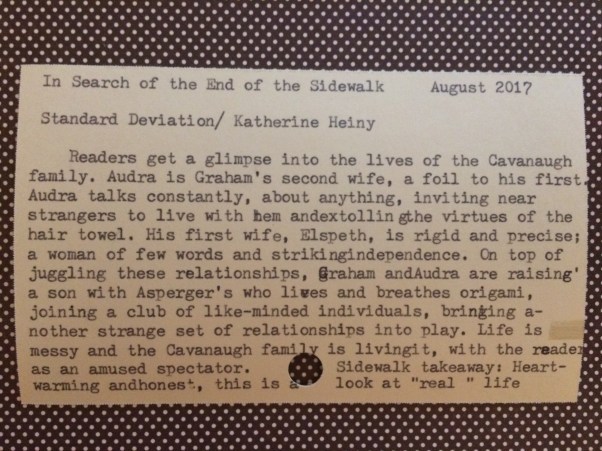 In Search of the End of the Sidewalk August 2017
Standard Deviation/ Katherine Heiny
Readers get a glimpse into the lives of the Cavanaugh
family. Audra is Graham's second wife, a foil to his first.
Audra talks constantly, about anything, inviting near
strangers to live with hem andextolling the virtues of the
hair towel. His first wife, Elspeth, is rigid and precise;
a woman of few words and strikingindependence. On top of
juggling these relationships, Graham andAudra are raising'
a son with Asperger's who lives and breathes origami,
joining a club of like-minded individuals, bringing a-
nother strange set of relationships into play. Life is
messy and the Cavanaugh family is livingit, with the reader
as an amused spectator. Sidewalk takeaway: Heart-
warming andhonest, this is a look at "real " life